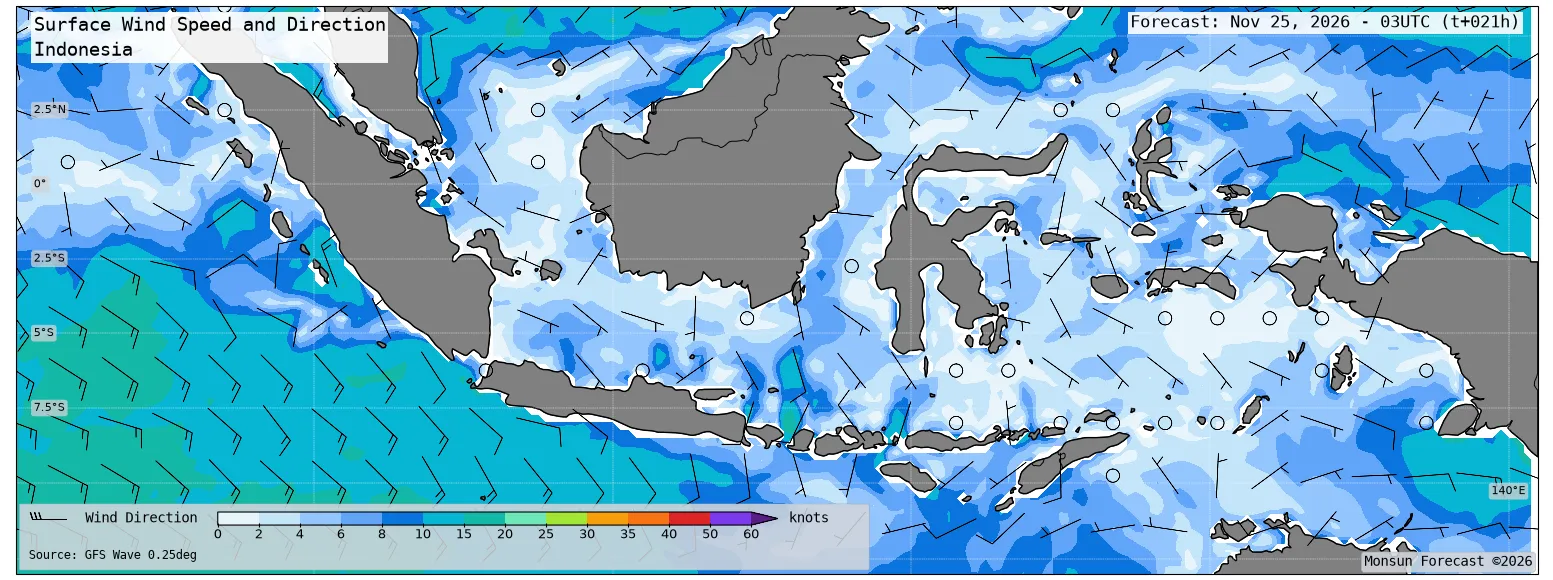 Surface Wind Speed and Direction
Indonesia
Forecast: Nov 25, 2026 - 03UTC (t+021h)
2.5°N
0°
2.5°S
5°S
7.5°S
140°E
Wind Direction
0 2 4 6 8 10 15 20 25 30 35 40 50 60
knots
Source: GFS Wave 0.25deg
Monsun Forecast ©2026